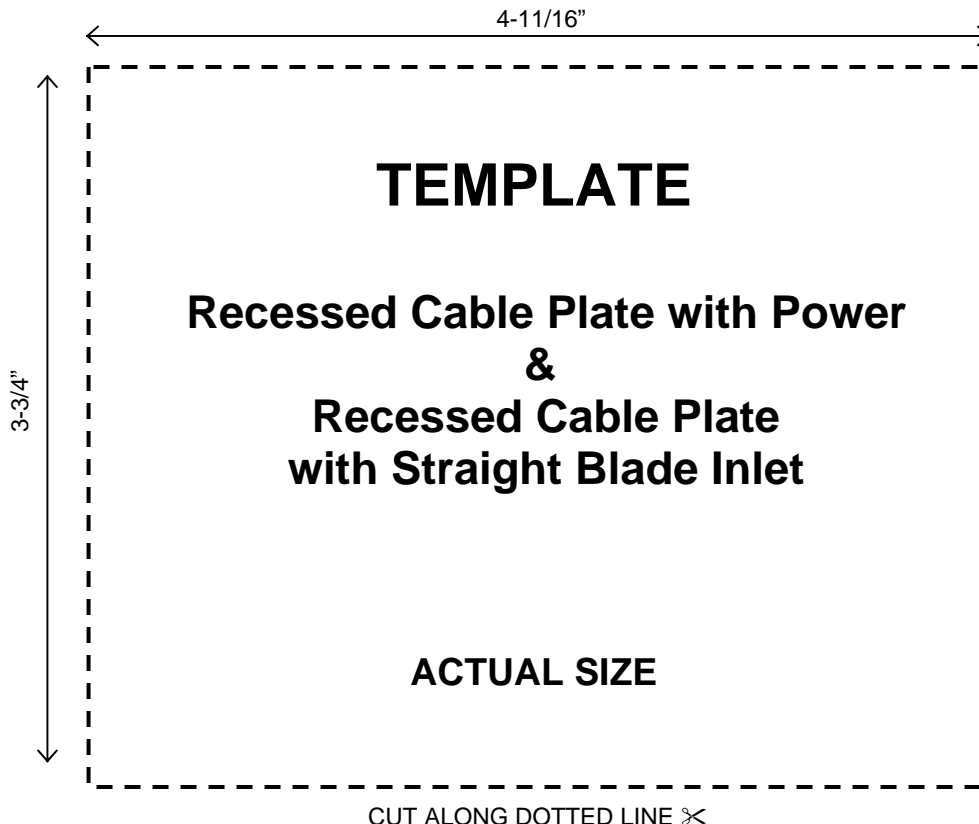 4-11/16”
3-3/4”
TEMPLATE
Recessed Cable Plate with Power
&
Recessed Cable Plate
with Straight Blade Inlet
ACTUAL SIZE
CUT ALONG DOTTED LINE ✂